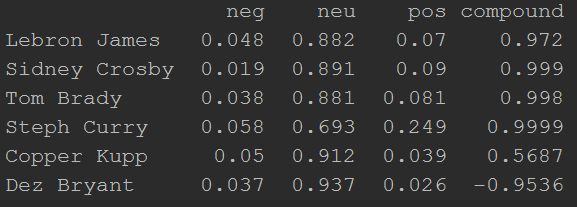 neg neu pos compound
Lebron James 0.048 0.882 0.07 0.972
Sidney Crosby 0.019 0.891 0.09 0.999
Tom Brady 0.038 0.881 0.081 0.998
Steph Curry 0.058 0.693 0.249 0.9999
Copper Kupp 0.05 0.912 0.039 0.5687
Dez Bryant 0.037 0.937 0.026 -0.9536